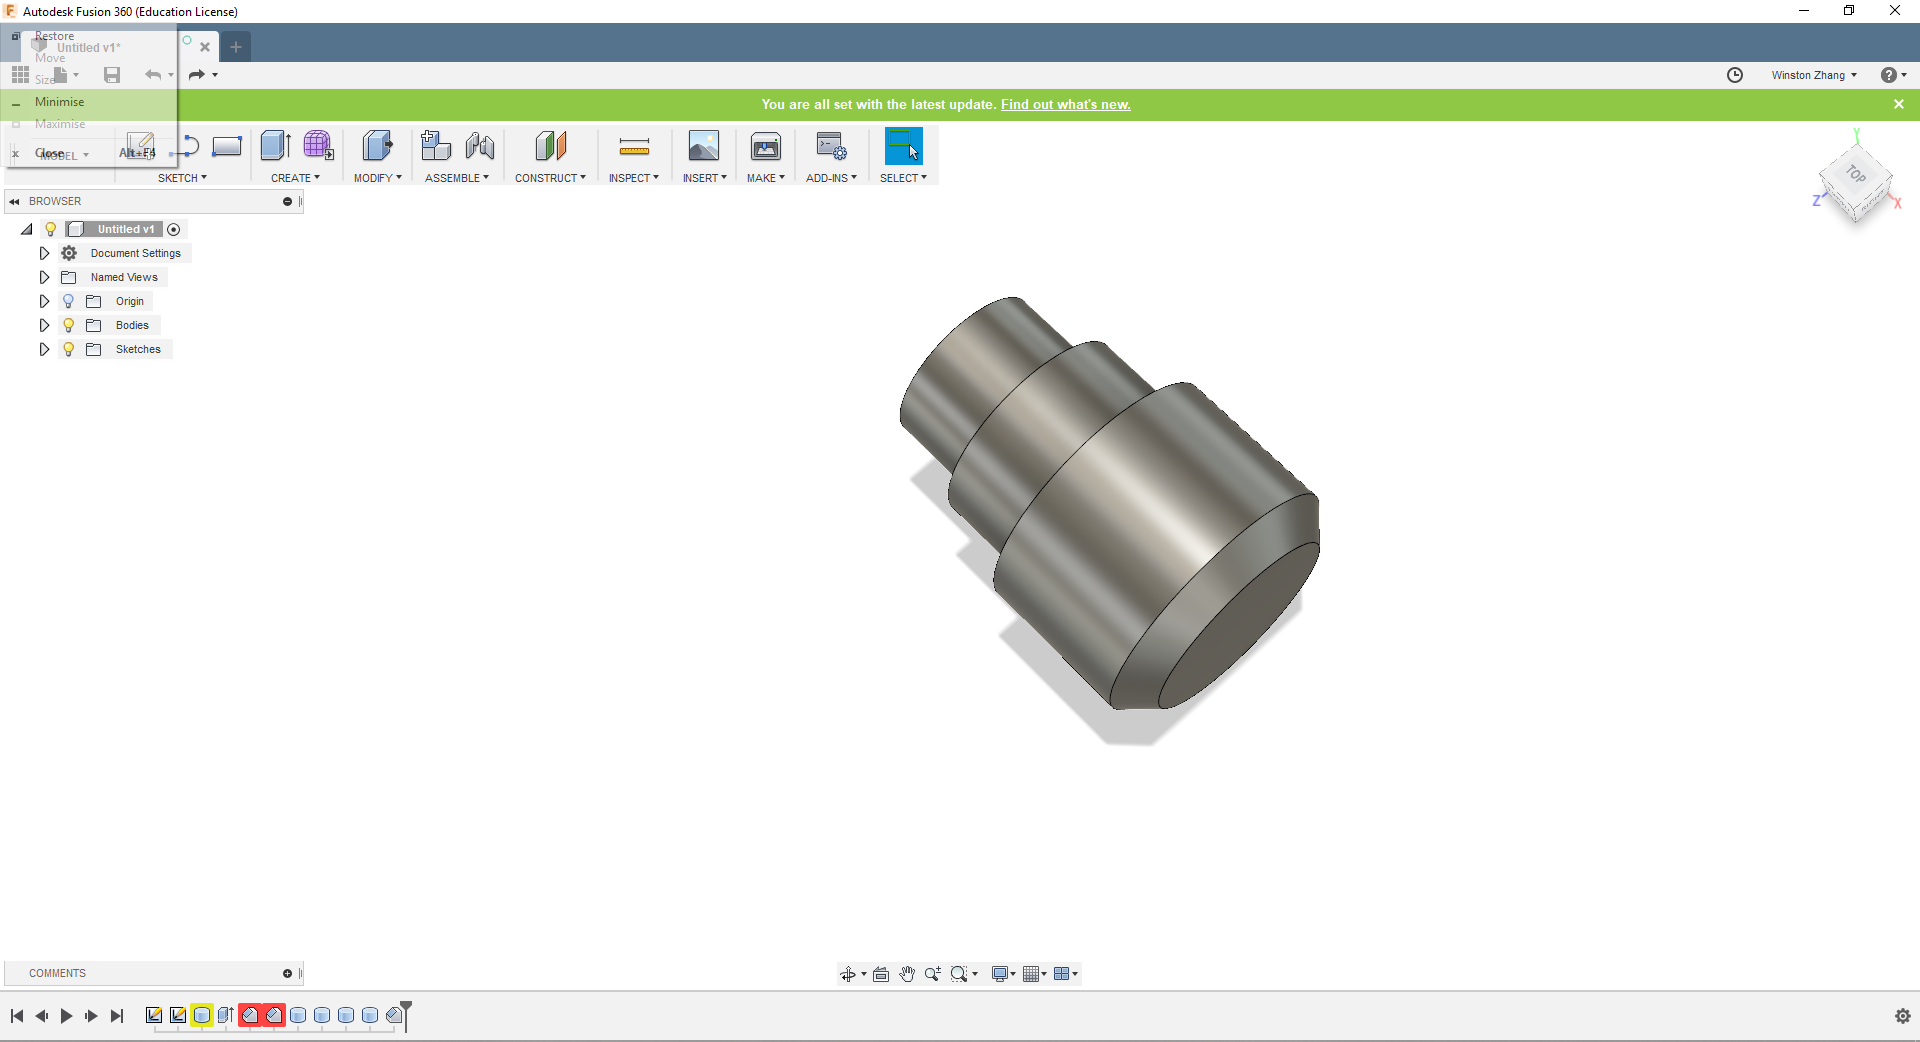 Autodesk Fusion 360 (Education License)
Restore
Untitled v1*
Move
Size
Winston Zhang
Minimise
You are all set with the latest update. Find out what's new.
Maximise
Close Alt+F4
MODEL
SKETCH CREATE MODIFY ASSEMBLE CONSTRUCT INSPECT INSERT MAKE ADD-INS SELECT
Y
TOP
Z X
BROWSER
Untitled v1
Document Settings
Named Views
Origin
Bodies
Sketches
COMMENTS